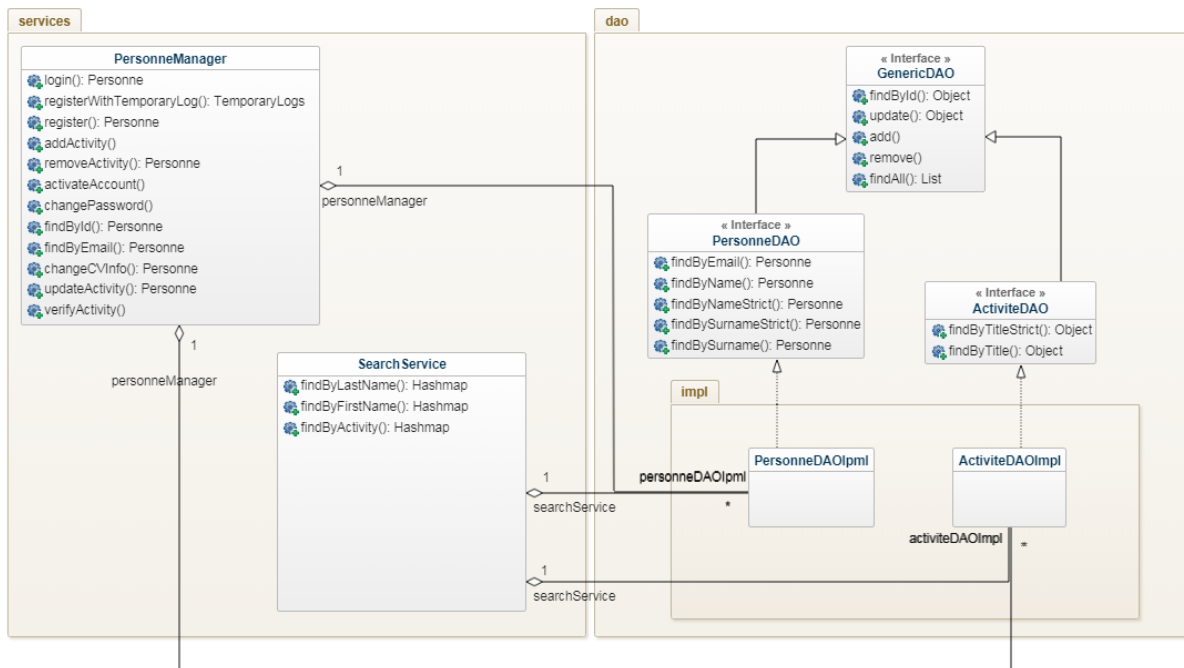 services
PersonneManager
login(): Personne
registerWithTemporaryLog(): TemporaryLogs
register(): Personne
addActivity()
removeActivity(): Personne
activateAccount()
changePassword()
findById(): Personne
findByEmail(): Personne
changeCVInfo(): Personne
updateActivity(): Personne
verifyActivity()
1
personneManager
1
personneManager
SearchService
findByLastName(): Hashmap
findByFirstName(): Hashmap
findByActivity(): Hashmap
1
searchService
1
searchService
dao
« Interface »
GenericDAO
findById(): Object
update(): Object
add()
remove()
findAll(): List
« Interface »
PersonneDAO
findByEmail(): Personne
findByName(): Personne
findByNameStrict(): Personne
findBySurnameStrict(): Personne
findBySurname(): Personne
« Interface »
ActiviteDAO
findByTitleStrict(): Object
findByTitle(): Object
impl
PersonneDAOIpml
personneDAOIpml
*
ActiviteDAOImpl
activiteDAOImpl
*